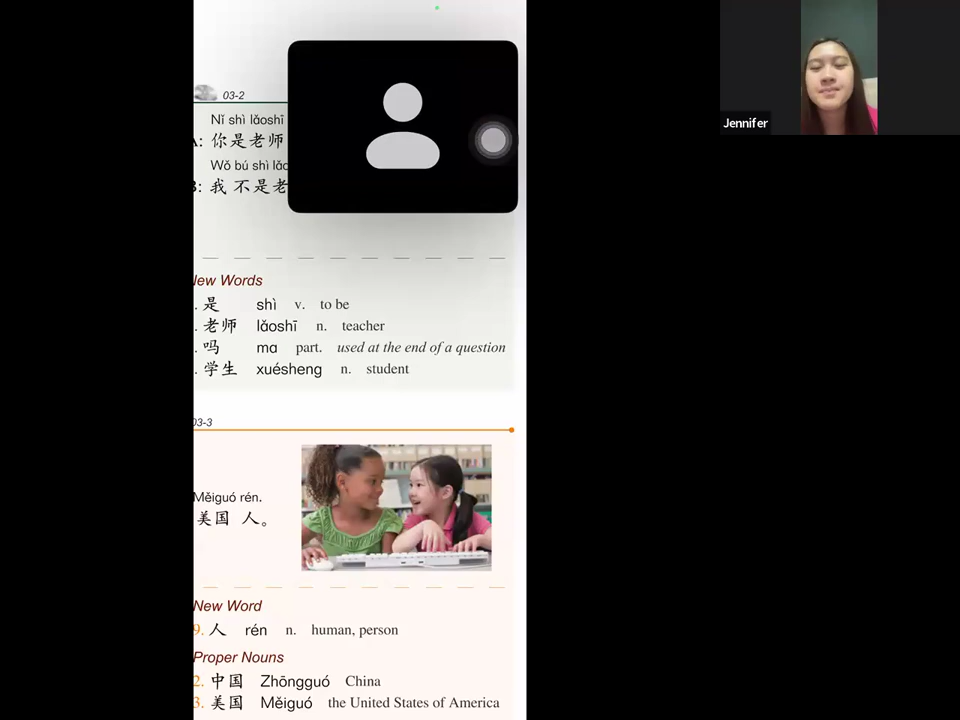 03-2
Nǐ shì lǎoshī
A: 你是老师
Wǒ bú shì lǎo
B: 我 不是老
New Words
. 是 shì v. to be
. 老师 lǎoshī n. teacher
. 吗 ma part. used at the end of a question
. 学生 xuésheng n. student
03-3
Měiguó rén.
美国 人。
New Word
9. 人 rén n. human, person
Proper Nouns
2. 中国 Zhōngguó China
3. 美国 Měiguó the United States of America
Jennifer